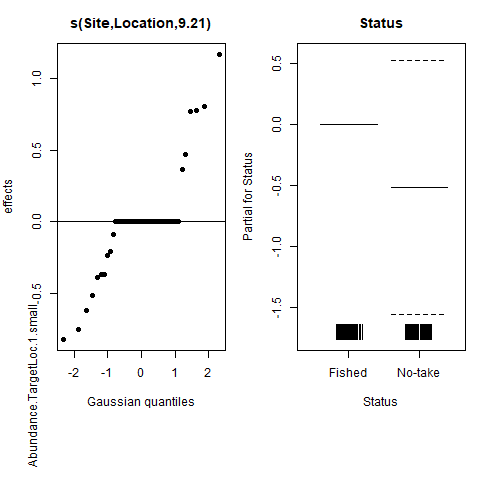 s(Site,Location,9.21)
effects
Abundance.TargetLoc.1.small
1.0
0.5
0.0
-0.5
-2 -1 0 1 2
Gaussian quantiles
Status
Partial for Status
0.5
0.0
-0.5
-1.0
-1.5
Fished No-take
Status